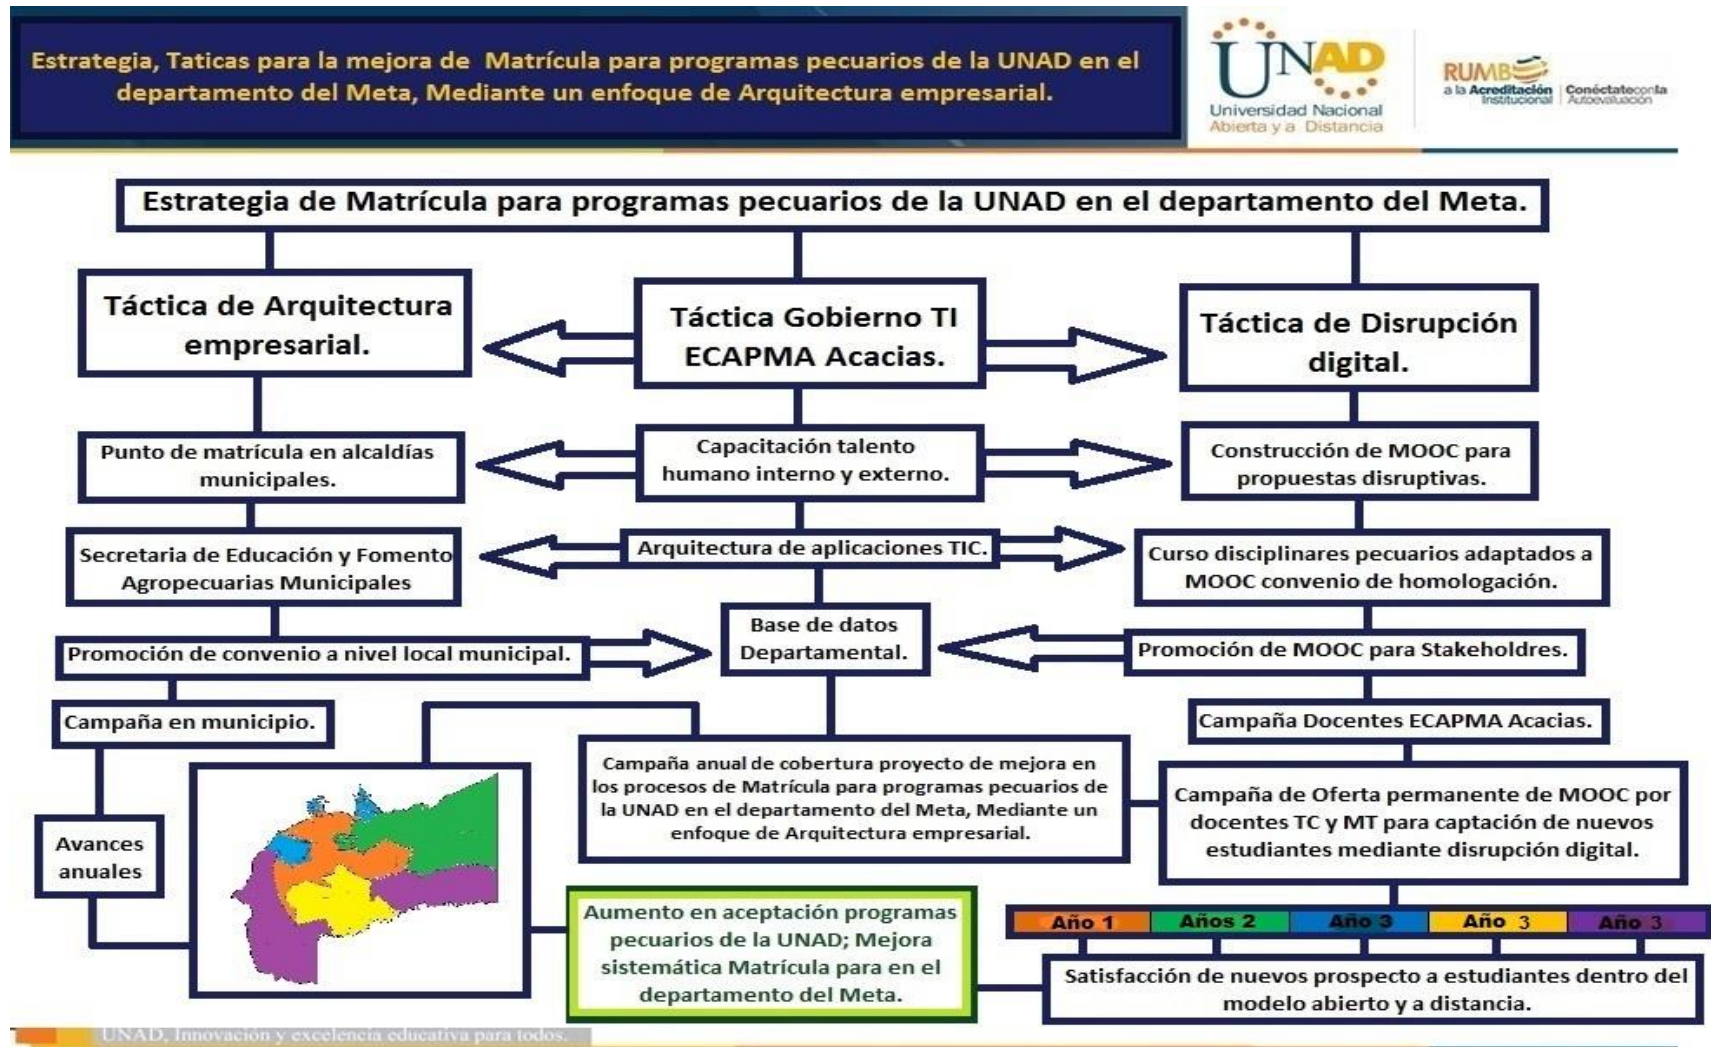 Estrategia, Taticas para la mejora de Matrícula para programas pecuarios de la UNAD en el
departamento del Meta, Mediante un enfoque de Arquitectura empresarial.
UNAD
Universidad Nacional
Abierta y a Distancia
RUMBO
a la Acreditación
Institucional
Conéctateconla
Autoevaluación
Estrategia de Matrícula para programas pecuarios de la UNAD en el departamento del Meta.
Táctica de Arquitectura
empresarial.
Táctica Gobierno TI
ECAPMA Acacias.
Táctica de Disrupción
digital.
Punto de matrícula en alcaldías
municipales.
Capacitación talento
humano interno y externo.
Construcción de MOOC para
propuestas disruptivas.
Secretaria de Educación y Fomento
Agropecuarias Municipales
Arquitectura de aplicaciones TIC.
Curso disciplinares pecuarios adaptados a
MOOC convenio de homologación.
Promoción de convenio a nivel local municipal.
Base de datos
Departamental.
Promoción de MOOC para Stakeholdres.
Campaña en municipio.
Campaña Docentes ECAPMA Acacias.
Avances
anuales
Campaña anual de cobertura proyecto de mejora en
los procesos de Matrícula para programas pecuarios de
la UNAD en el departamento del Meta, Mediante un
enfoque de Arquitectura empresarial.
Campaña de Oferta permanente de MOOC por
docentes TC y MT para captación de nuevos
estudiantes mediante disrupción digital.
Aumento en aceptación programas
pecuarios de la UNAD; Mejora
sistemática Matrícula para en el
departamento del Meta.
Año 1
Años 2
Año 3
Año 3
Año 3
Satisfacción de nuevos prospecto a estudiantes dentro del
modelo abierto y a distancia.
UNAD, Innovación y excelencia educativa para todos.